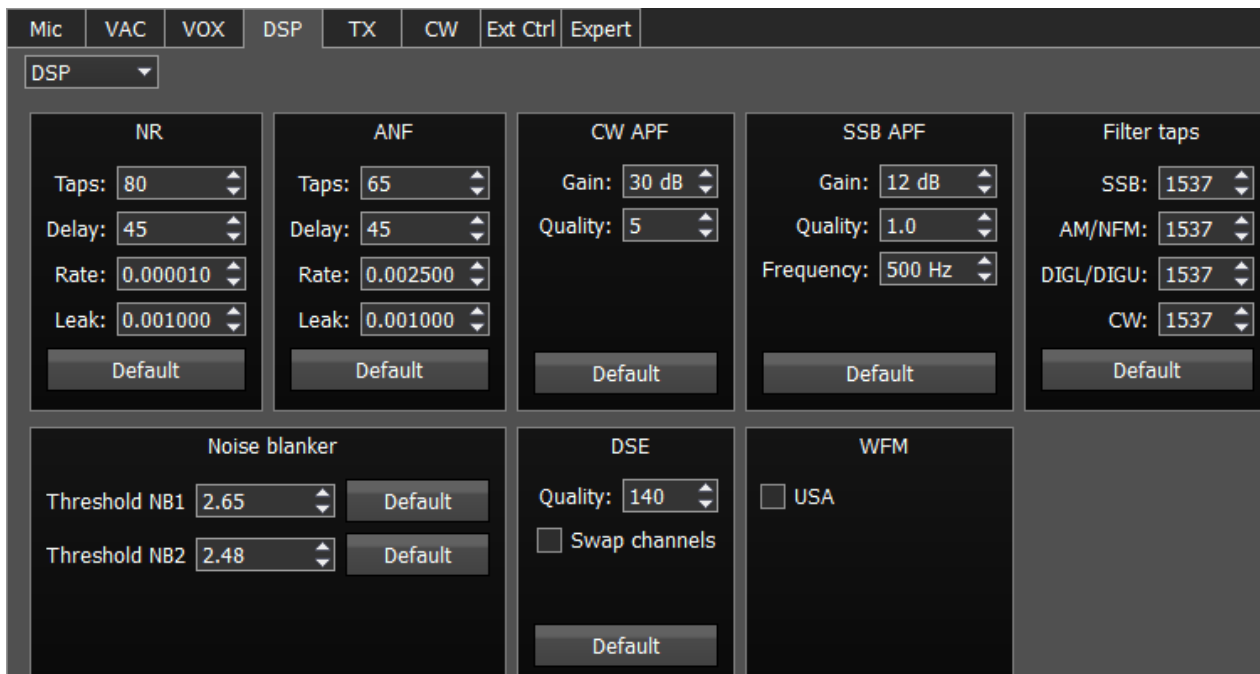 Mic VAC VOX DSP TX CW Ext Ctrl Expert
DSP
NR
Taps: 80
Delay: 45
Rate: 0.000010
Leak: 0.001000
Default
ANF
Taps: 65
Delay: 45
Rate: 0.002500
Leak: 0.001000
Default
CW APF
Gain: 30 dB
Quality: 5
Default
SSB APF
Gain: 12 dB
Quality: 1.0
Frequency: 500 Hz
Default
Filter taps
SSB: 1537
AM/NFM: 1537
DIGL/DIGU: 1537
CW: 1537
Default
Noise blanker
Threshold NB1 2.65 Default
Threshold NB2 2.48 Default
DSE
Quality: 140
Swap channels
Default
WFM
USA